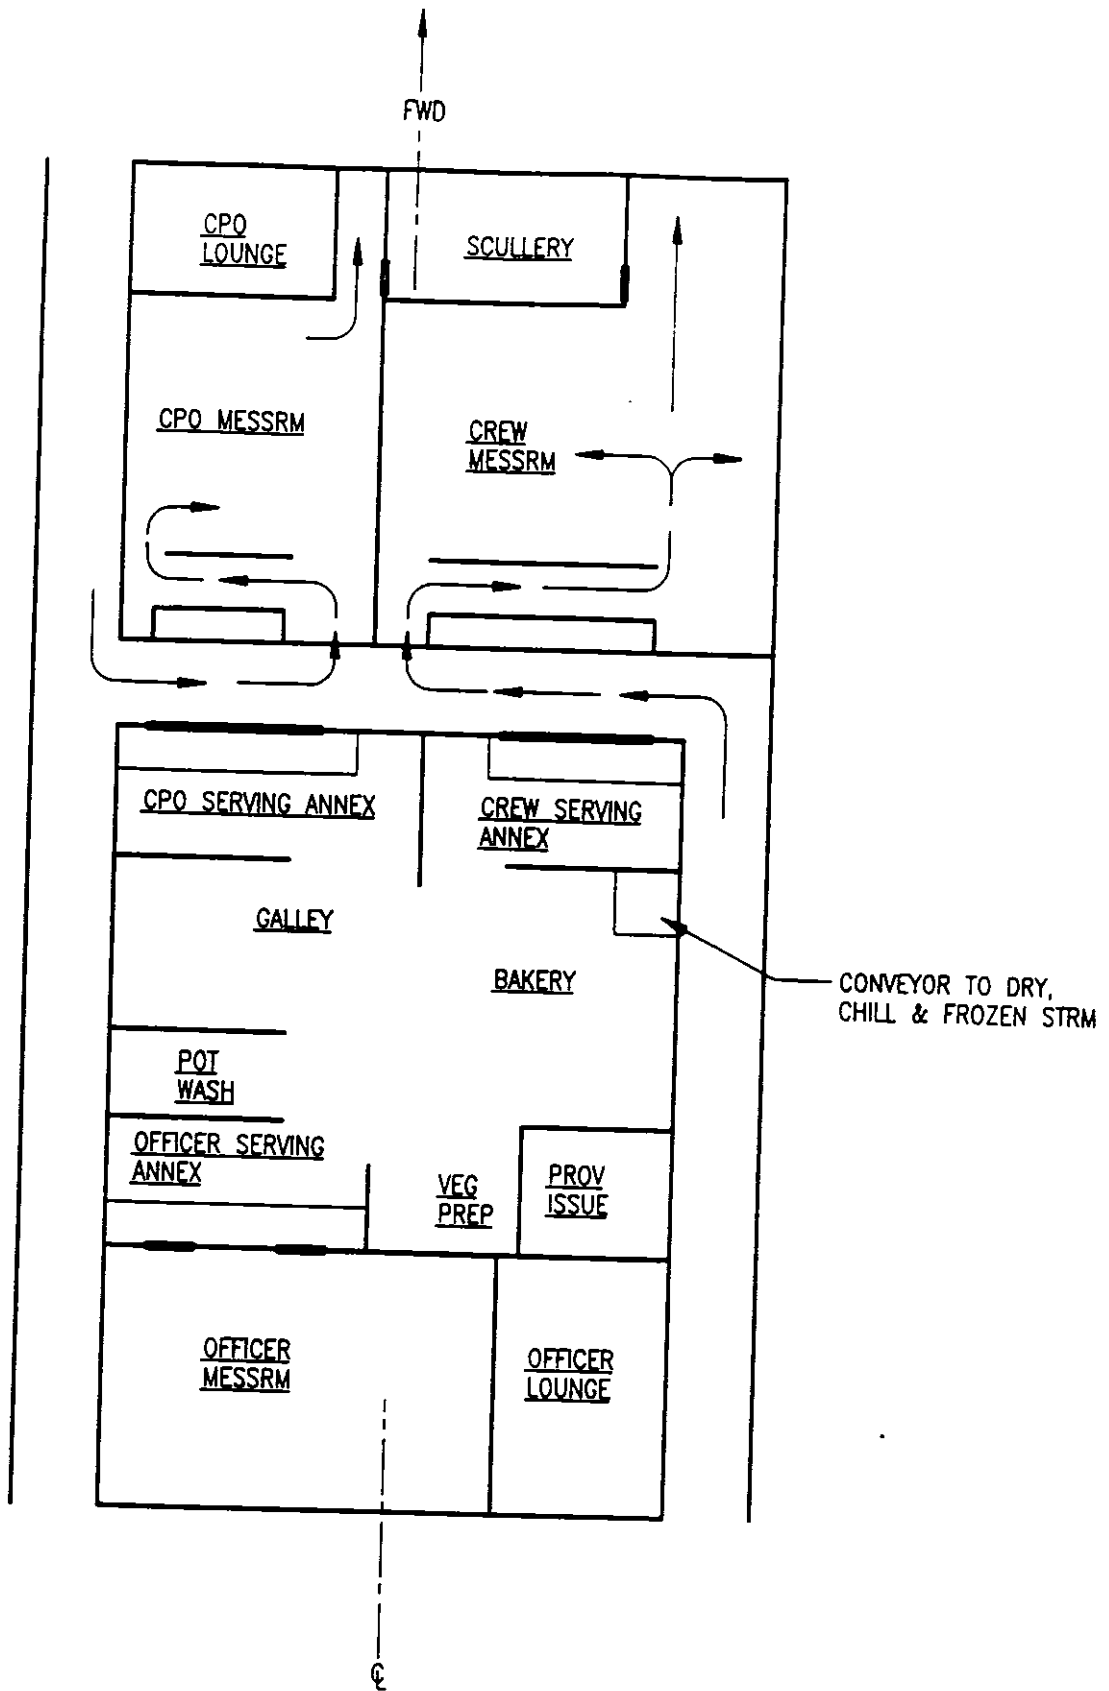 FWD
CPO
LOUNGE
SCULLERY
CPO MESSRM
CREW
MESSRM
CPO SERVING ANNEX
CREW SERVING
ANNEX
GALLEY
BAKERY
CONVEYOR TO DRY,
CHILL & FROZEN STRM
POT
WASH
OFFICER SERVING
ANNEX
VEG
PREP
PROV
ISSUE
OFFICER
MESSRM
OFFICER
LOUNGE
℄